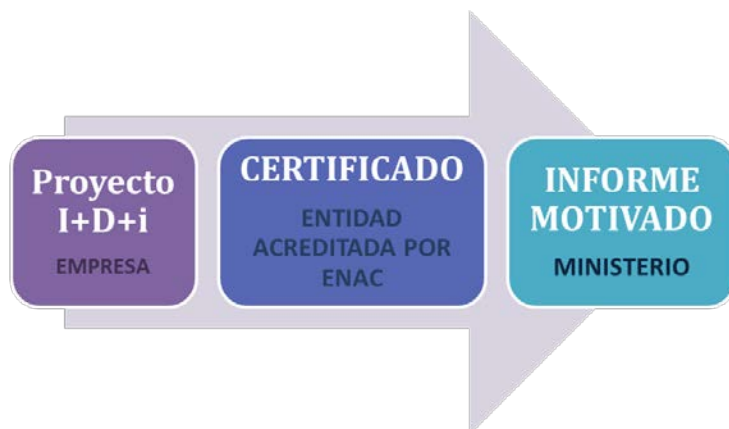 Proyecto
I+D+i
EMPRESA
CERTIFICADO
ENTIDAD
ACREDITADA POR
ENAC
INFORME
MOTIVADO
MINISTERIO